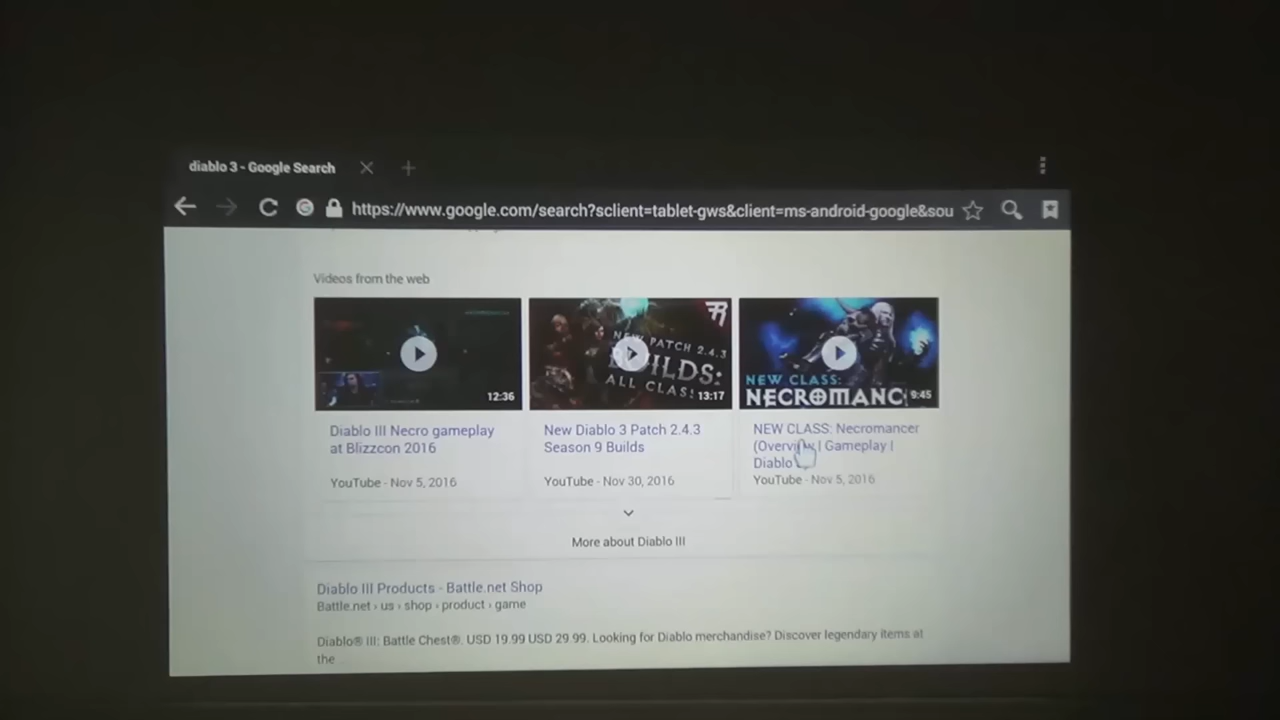 diablo 3 - Google Search
https://www.google.com/search?sclient=tablet-gws&client=ms-android-google&sou
Videos from the web
12:36
NEW PATCH 2.4.3
BUILDS:
ALL CLAS
13:17
NEW CLASS:
NECROMANC
9:45
Diablo III Necro gameplay
at Blizzcon 2016
YouTube - Nov 5, 2016
New Diablo 3 Patch 2.4.3
Season 9 Builds
YouTube - Nov 30, 2016
NEW CLASS: Necromancer
(Overview | Gameplay |
Diablo
YouTube - Nov 5, 2016
More about Diablo III
Diablo III Products - Battle.net Shop
Battle.net › us › shop › product › game
Diablo® III: Battle Chest®. USD 19.99 USD 29.99. Looking for Diablo merchandise? Discover legendary items at
the